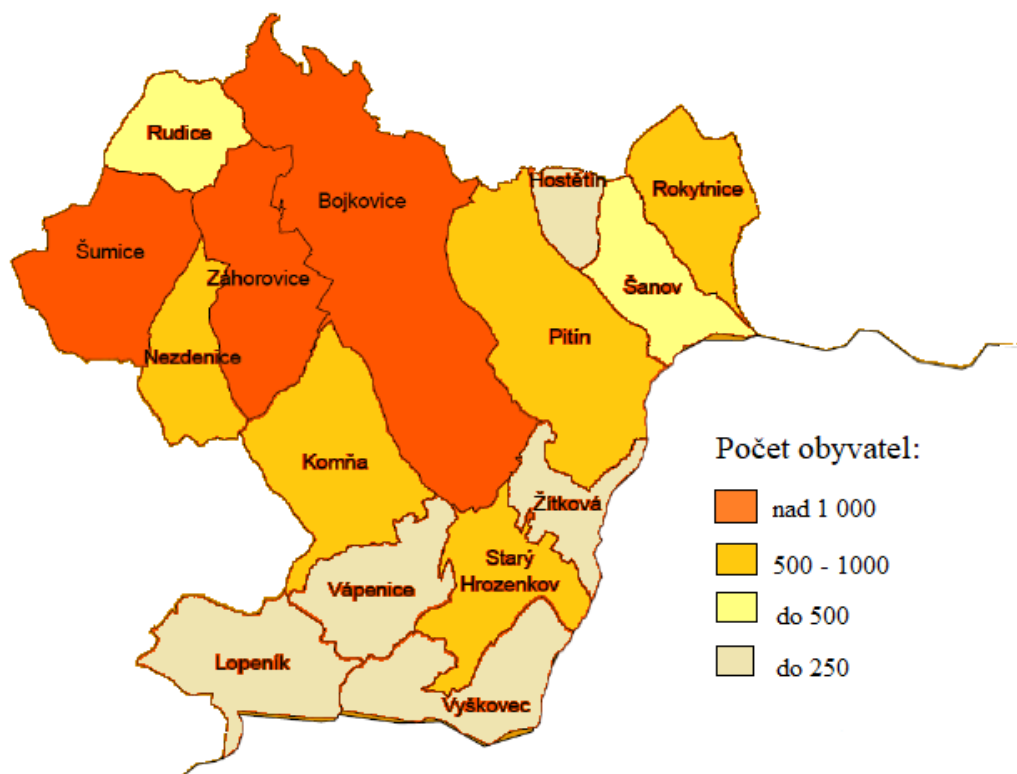 Rudice
Bojkovice
Hostětín
Rokytnice
Šumice
Záhorovice
Šanov
Nezdenice
Pitín
Komňa
Žítková
Starý
Hrozenkov
Vápenice
Lopeník
Vyškovec
Počet obyvatel:
nad 1 000
500 - 1000
do 500
do 250